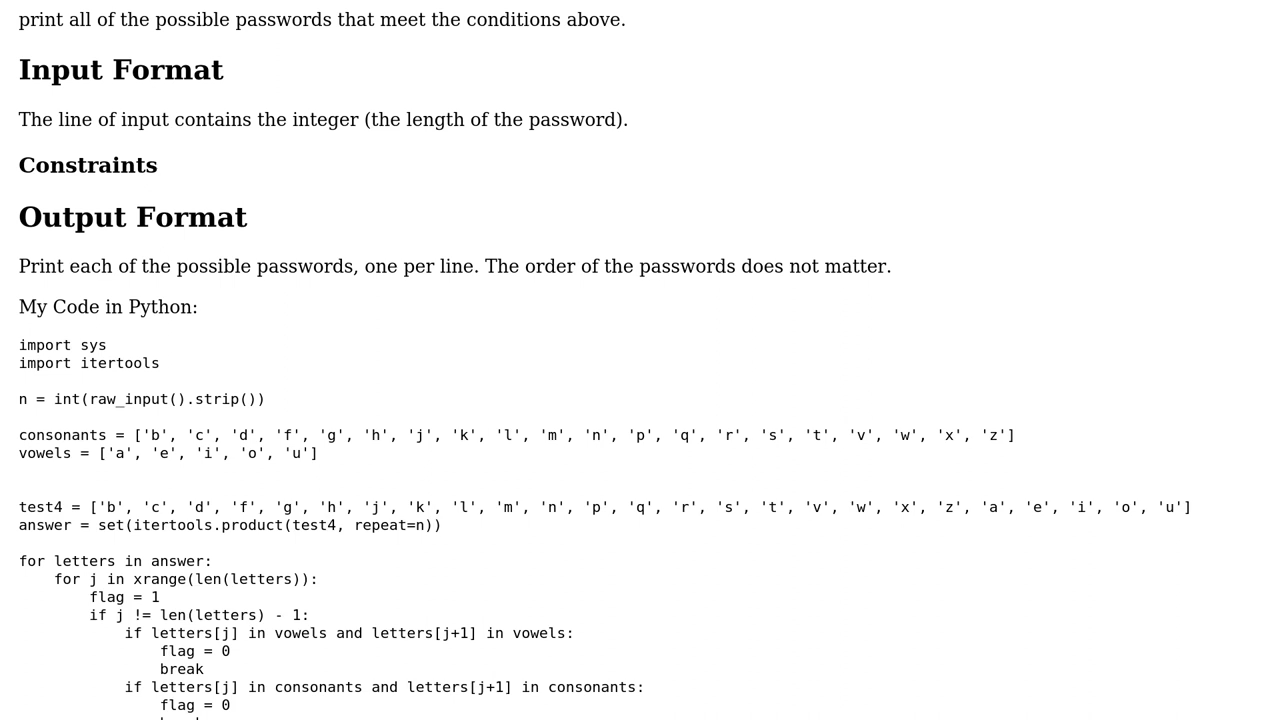 print all of the possible passwords that meet the conditions above.
Input Format
The line of input contains the integer (the length of the password).
Constraints
Output Format
Print each of the possible passwords, one per line. The order of the passwords does not matter.
My Code in Python:
import sys
import itertools
n = int(raw_input().strip())
consonants = ['b', 'c', 'd', 'f', 'g', 'h', 'j', 'k', 'l', 'm', 'n', 'p', 'q', 'r', 's', 't', 'v', 'w', 'x', 'z']
vowels = ['a', 'e', 'i', 'o', 'u']
test4 = ['b', 'c', 'd', 'f', 'g', 'h', 'j', 'k', 'l', 'm', 'n', 'p', 'q', 'r', 's', 't', 'v', 'w', 'x', 'z', 'a', 'e', 'i', 'o', 'u']
answer = set(itertools.product(test4, repeat=n))
for letters in answer:
    for j in xrange(len(letters)):
        flag = 1
        if j != len(letters) - 1:
            if letters[j] in vowels and letters[j+1] in vowels:
                flag = 0
                break
            if letters[j] in consonants and letters[j+1] in consonants:
                flag = 0